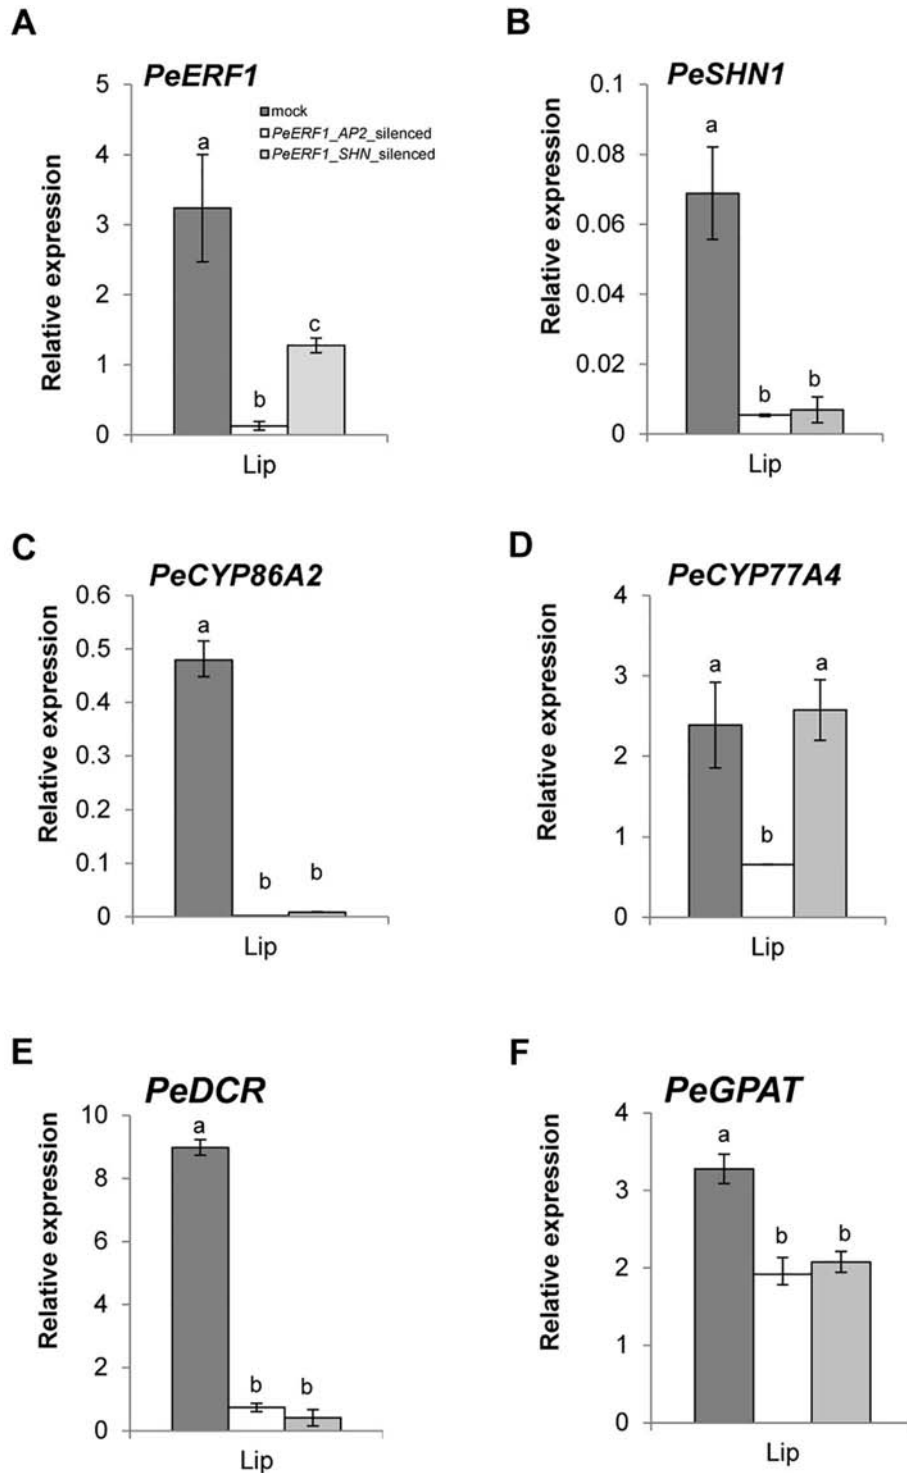 A
PeERF1
Relative expression
5
4
3
2
1
0
mock
PeERF1_AP2_silenced
PeERF1_SHN_silenced
a
b
c
Lip
B
PeSHN1
Relative expression
0.1
0.08
0.06
0.04
0.02
0
a
b
b
Lip
C
PeCYP86A2
Relative expression
0.6
0.5
0.4
0.3
0.2
0.1
0
a
b
b
Lip
D
PeCYP77A4
Relative expression
4
3
2
1
0
a
b
a
Lip
E
PeDCR
Relative expression
10
8
6
4
2
0
a
b
b
Lip
F
PeGPAT
Relative expression
4
3
2
1
0
a
b
b
Lip